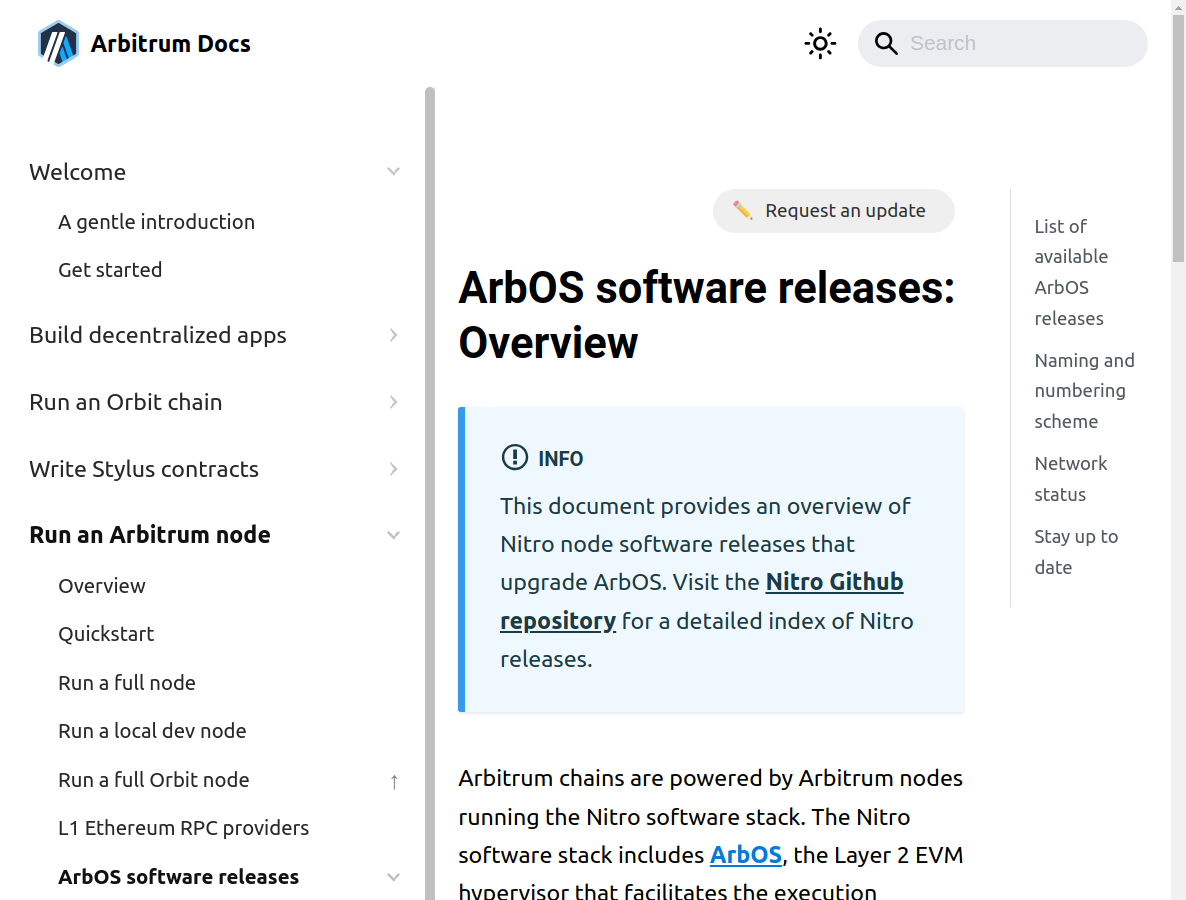 Arbitrum Docs
Search
Welcome
A gentle introduction
Get started
Build decentralized apps
Run an Orbit chain
Write Stylus contracts
Run an Arbitrum node
Overview
Quickstart
Run a full node
Run a local dev node
Run a full Orbit node ↑
L1 Ethereum RPC providers
ArbOS software releases
✏️ Request an update
ArbOS software releases:
Overview
INFO
This document provides an overview of
Nitro node software releases that
upgrade ArbOS. Visit the Nitro Github
repository for a detailed index of Nitro
releases.
Arbitrum chains are powered by Arbitrum nodes
running the Nitro software stack. The Nitro
software stack includes ArbOS, the Layer 2 EVM
hypervisor that facilitates the execution
List of
available
ArbOS
releases
Naming and
numbering
scheme
Network
status
Stay up to
date